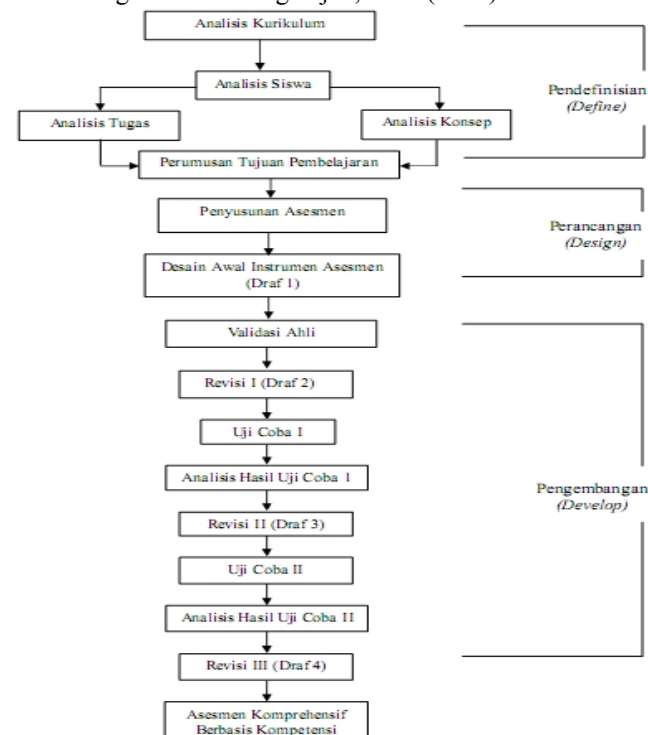 Analisis Kurikulum
Analisis Siswa
Pendefinisian
(Define)
Analisis Tugas
Analisis Konsep
Perumusan Tujuan Pembelajaran
Penyusunan Asesmen
Perancangan
(Design)
Desain Awal Instrumen Asesmen
(Draf 1)
Validasi Ahli
Revisi I (Draf 2)
Uji Coba I
Analisis Hasil Uji Coba I
Pengembangan
(Develop)
Revisi II (Draf 3)
Uji Coba II
Analisis Hasil Uji Coba II
Revisi III (Draf 4)
Asesmen Komprehensif
Berbasis Kompetensi